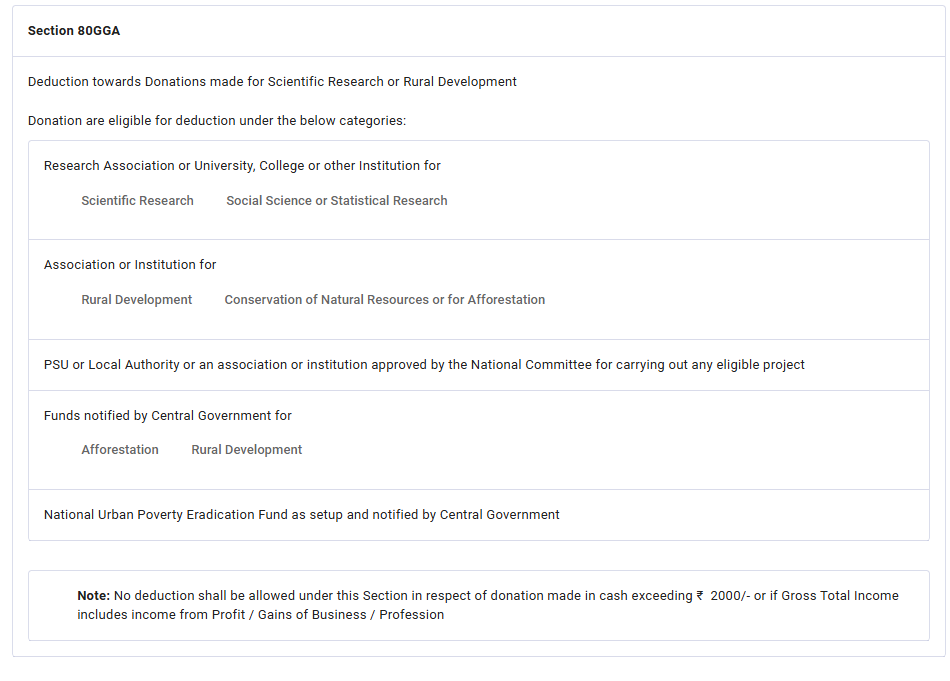 Section 80GGA
Deduction towards Donations made for Scientific Research or Rural Development
Donation are eligible for deduction under the below categories:
Research Association or University, College or other Institution for
Scientific Research Social Science or Statistical Research
Association or Institution for
Rural Development Conservation of Natural Resources or for Afforestation
PSU or Local Authority or an association or institution approved by the National Committee for carrying out any eligible project
Funds notified by Central Government for
Afforestation Rural Development
National Urban Poverty Eradication Fund as setup and notified by Central Government
Note: No deduction shall be allowed under this Section in respect of donation made in cash exceeding ₹ 2000/- or if Gross Total Income
includes income from Profit / Gains of Business / Profession